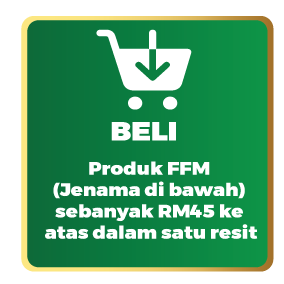 BELI
Produk FFM
(Jenama di bawah)
sebanyak RM45 ke
atas dalam satu resit